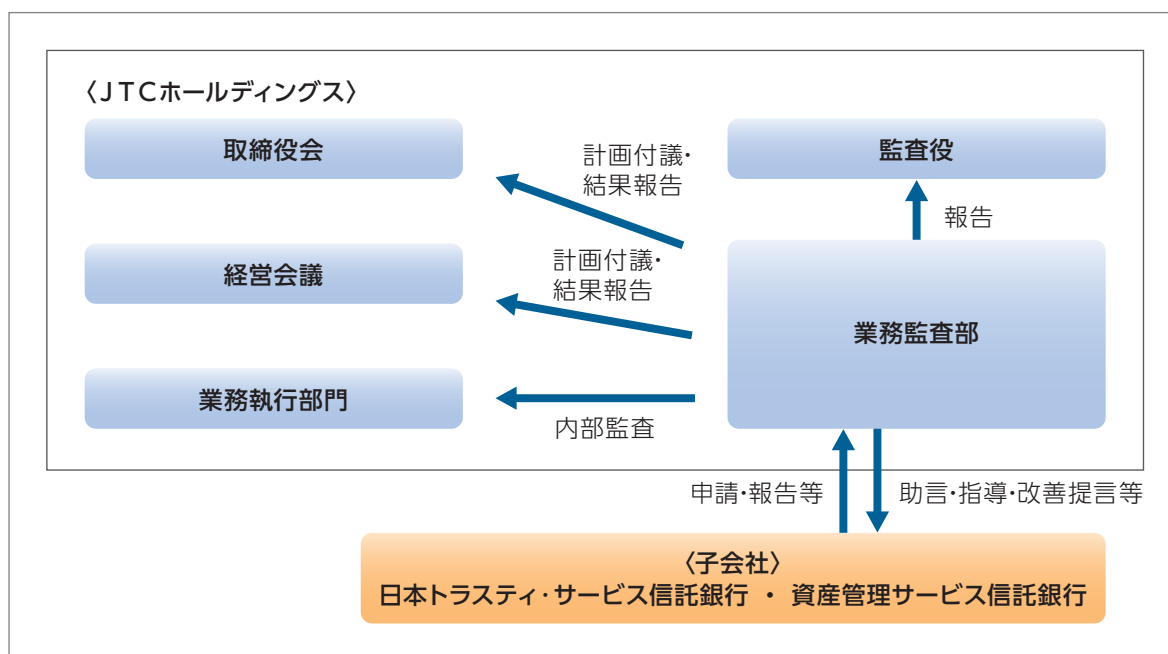 〈JTCホールディングス〉
取締役会
監査役
計画付議・
結果報告
報告
経営会議
計画付議・
結果報告
業務監査部
業務執行部門
内部監査
申請・報告等
助言・指導・改善提言等
〈子会社〉
日本トラスティ・サービス信託銀行 ・ 資産管理サービス信託銀行